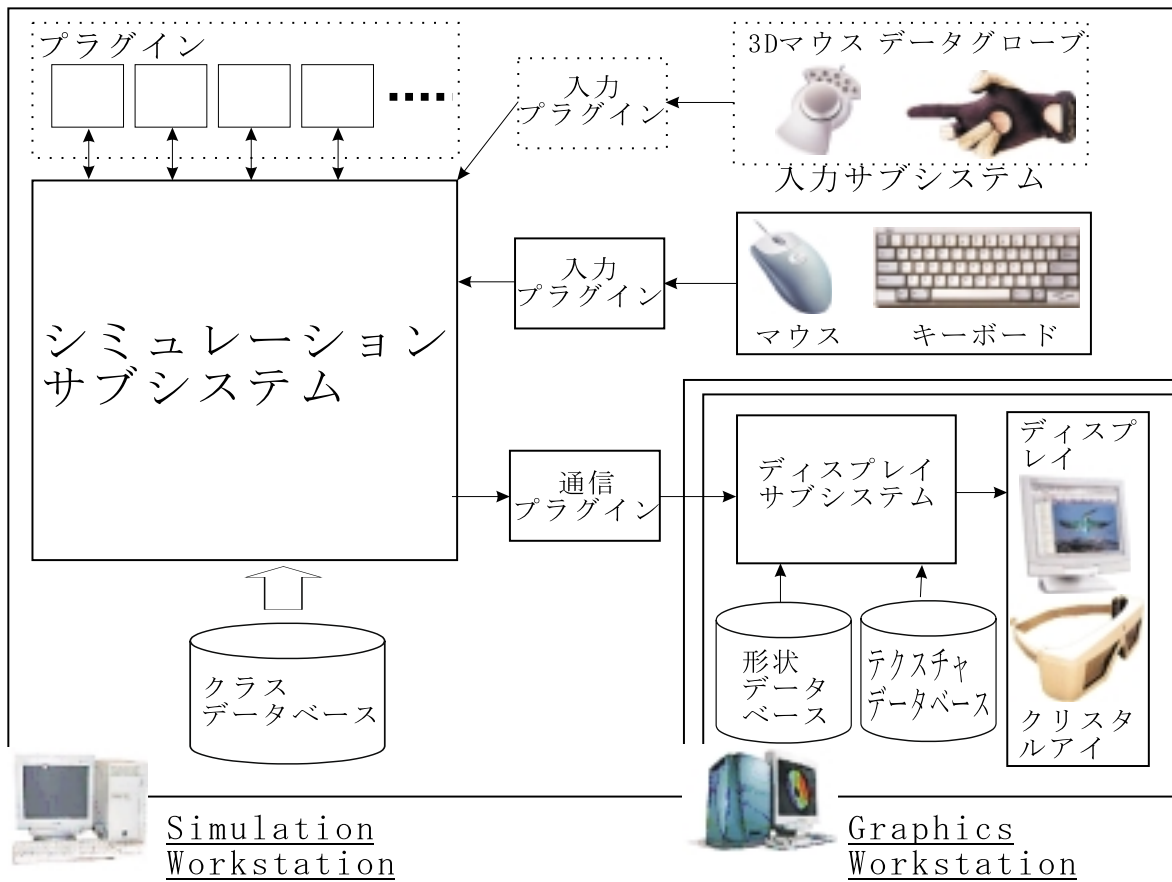 プラグイン
入力
プラグイン
3Dマウス データグローブ
入力サブシステム
入力
プラグイン
マウス
キーボード
シミュレーション
サブシステム
通信
プラグイン
ディスプレイ
サブシステム
ディスプ
レイ
形状
データ
ベース
テクスチャ
データベース
クリスタ
ルアイ
クラス
データベース
Simulation
Workstation
Graphics
Workstation